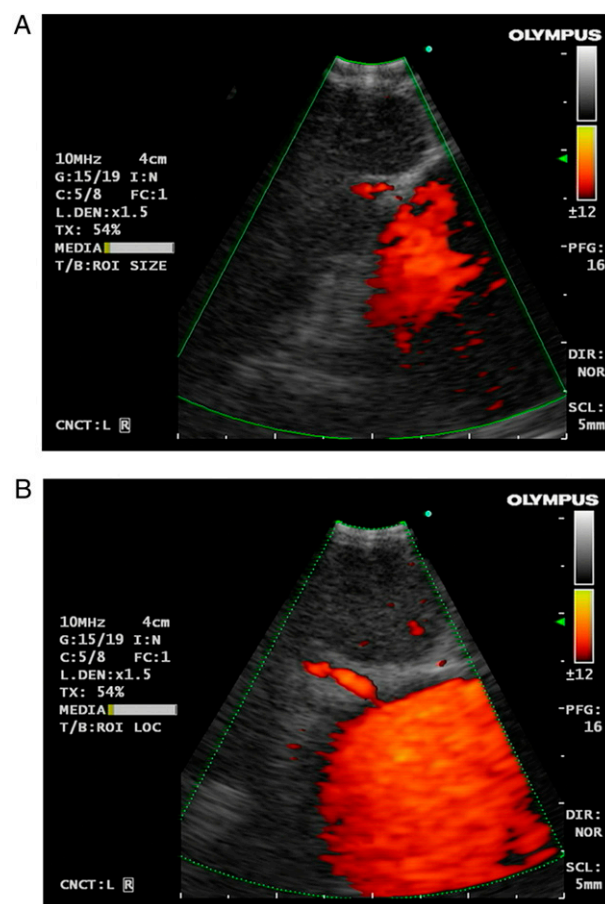 A
OLYMPUS
10MHz 4cm
G:15/19 I:N
C:5/8 FC:1
L.DEN:x1.5
TX: 54%
MEDIA
T/B:ROI SIZE
±12
PFG:
16
DIR:
NOR
SCL:
5mm
CNCT:L R
B
OLYMPUS
10MHz 4cm
G:15/19 I:N
C:5/8 FC:1
L.DEN:x1.5
TX: 54%
MEDIA
T/B:ROI LOC
±12
PFG:
16
DIR:
NOR
SCL:
5mm
CNCT:L R